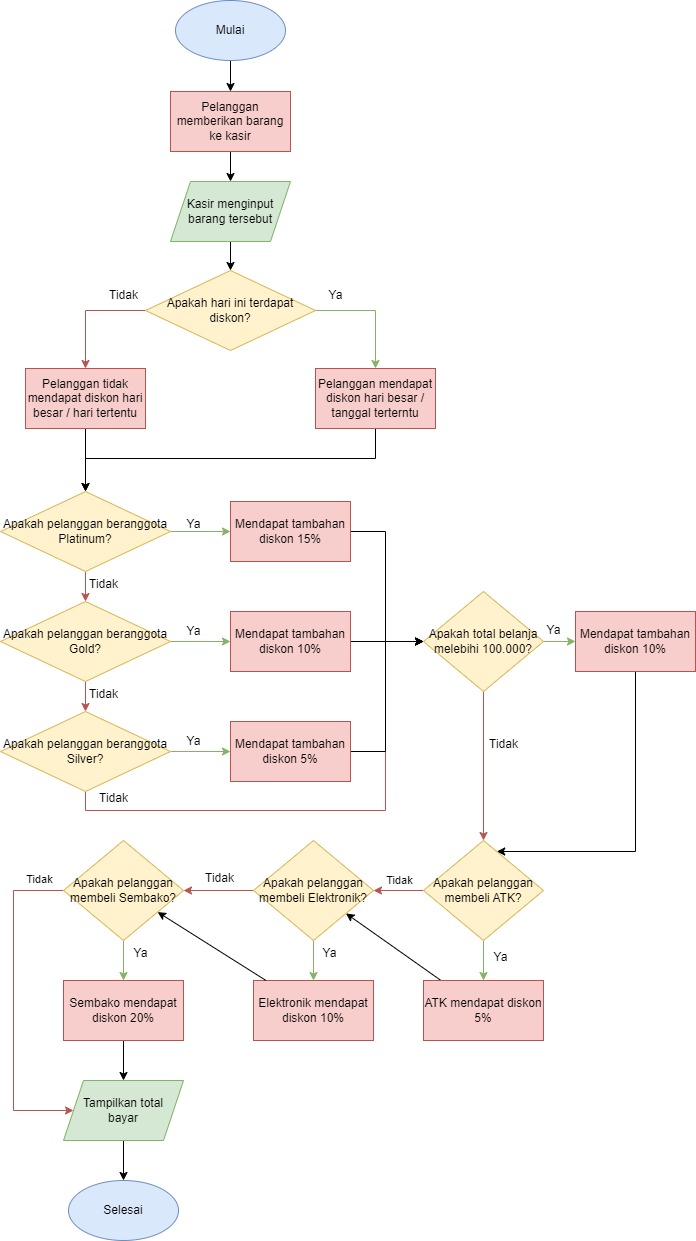 Mulai
Pelanggan
memberikan barang
ke kasir
Kasir menginput
barang tersebut
Apakah hari ini terdapat
diskon?
Tidak
Ya
Pelanggan tidak
mendapat diskon hari
besar / hari tertentu
Pelanggan mendapat
diskon hari besar /
tanggal terterntu
Apakah pelanggan beranggota
Platinum?
Ya
Mendapat tambahan
diskon 15%
Tidak
Apakah pelanggan beranggota
Gold?
Ya
Mendapat tambahan
diskon 10%
Tidak
Apakah pelanggan beranggota
Silver?
Ya
Mendapat tambahan
diskon 5%
Tidak
Apakah total belanja
melebihi 100.000?
Ya
Mendapat tambahan
diskon 10%
Tidak
Apakah pelanggan
membeli ATK?
Tidak
Ya
ATK mendapat diskon
5%
Apakah pelanggan
membeli Elektronik?
Tidak
Ya
Elektronik mendapat
diskon 10%
Apakah pelanggan
membeli Sembako?
Tidak
Ya
Sembako mendapat
diskon 20%
Tampilkan total
bayar
Selesai